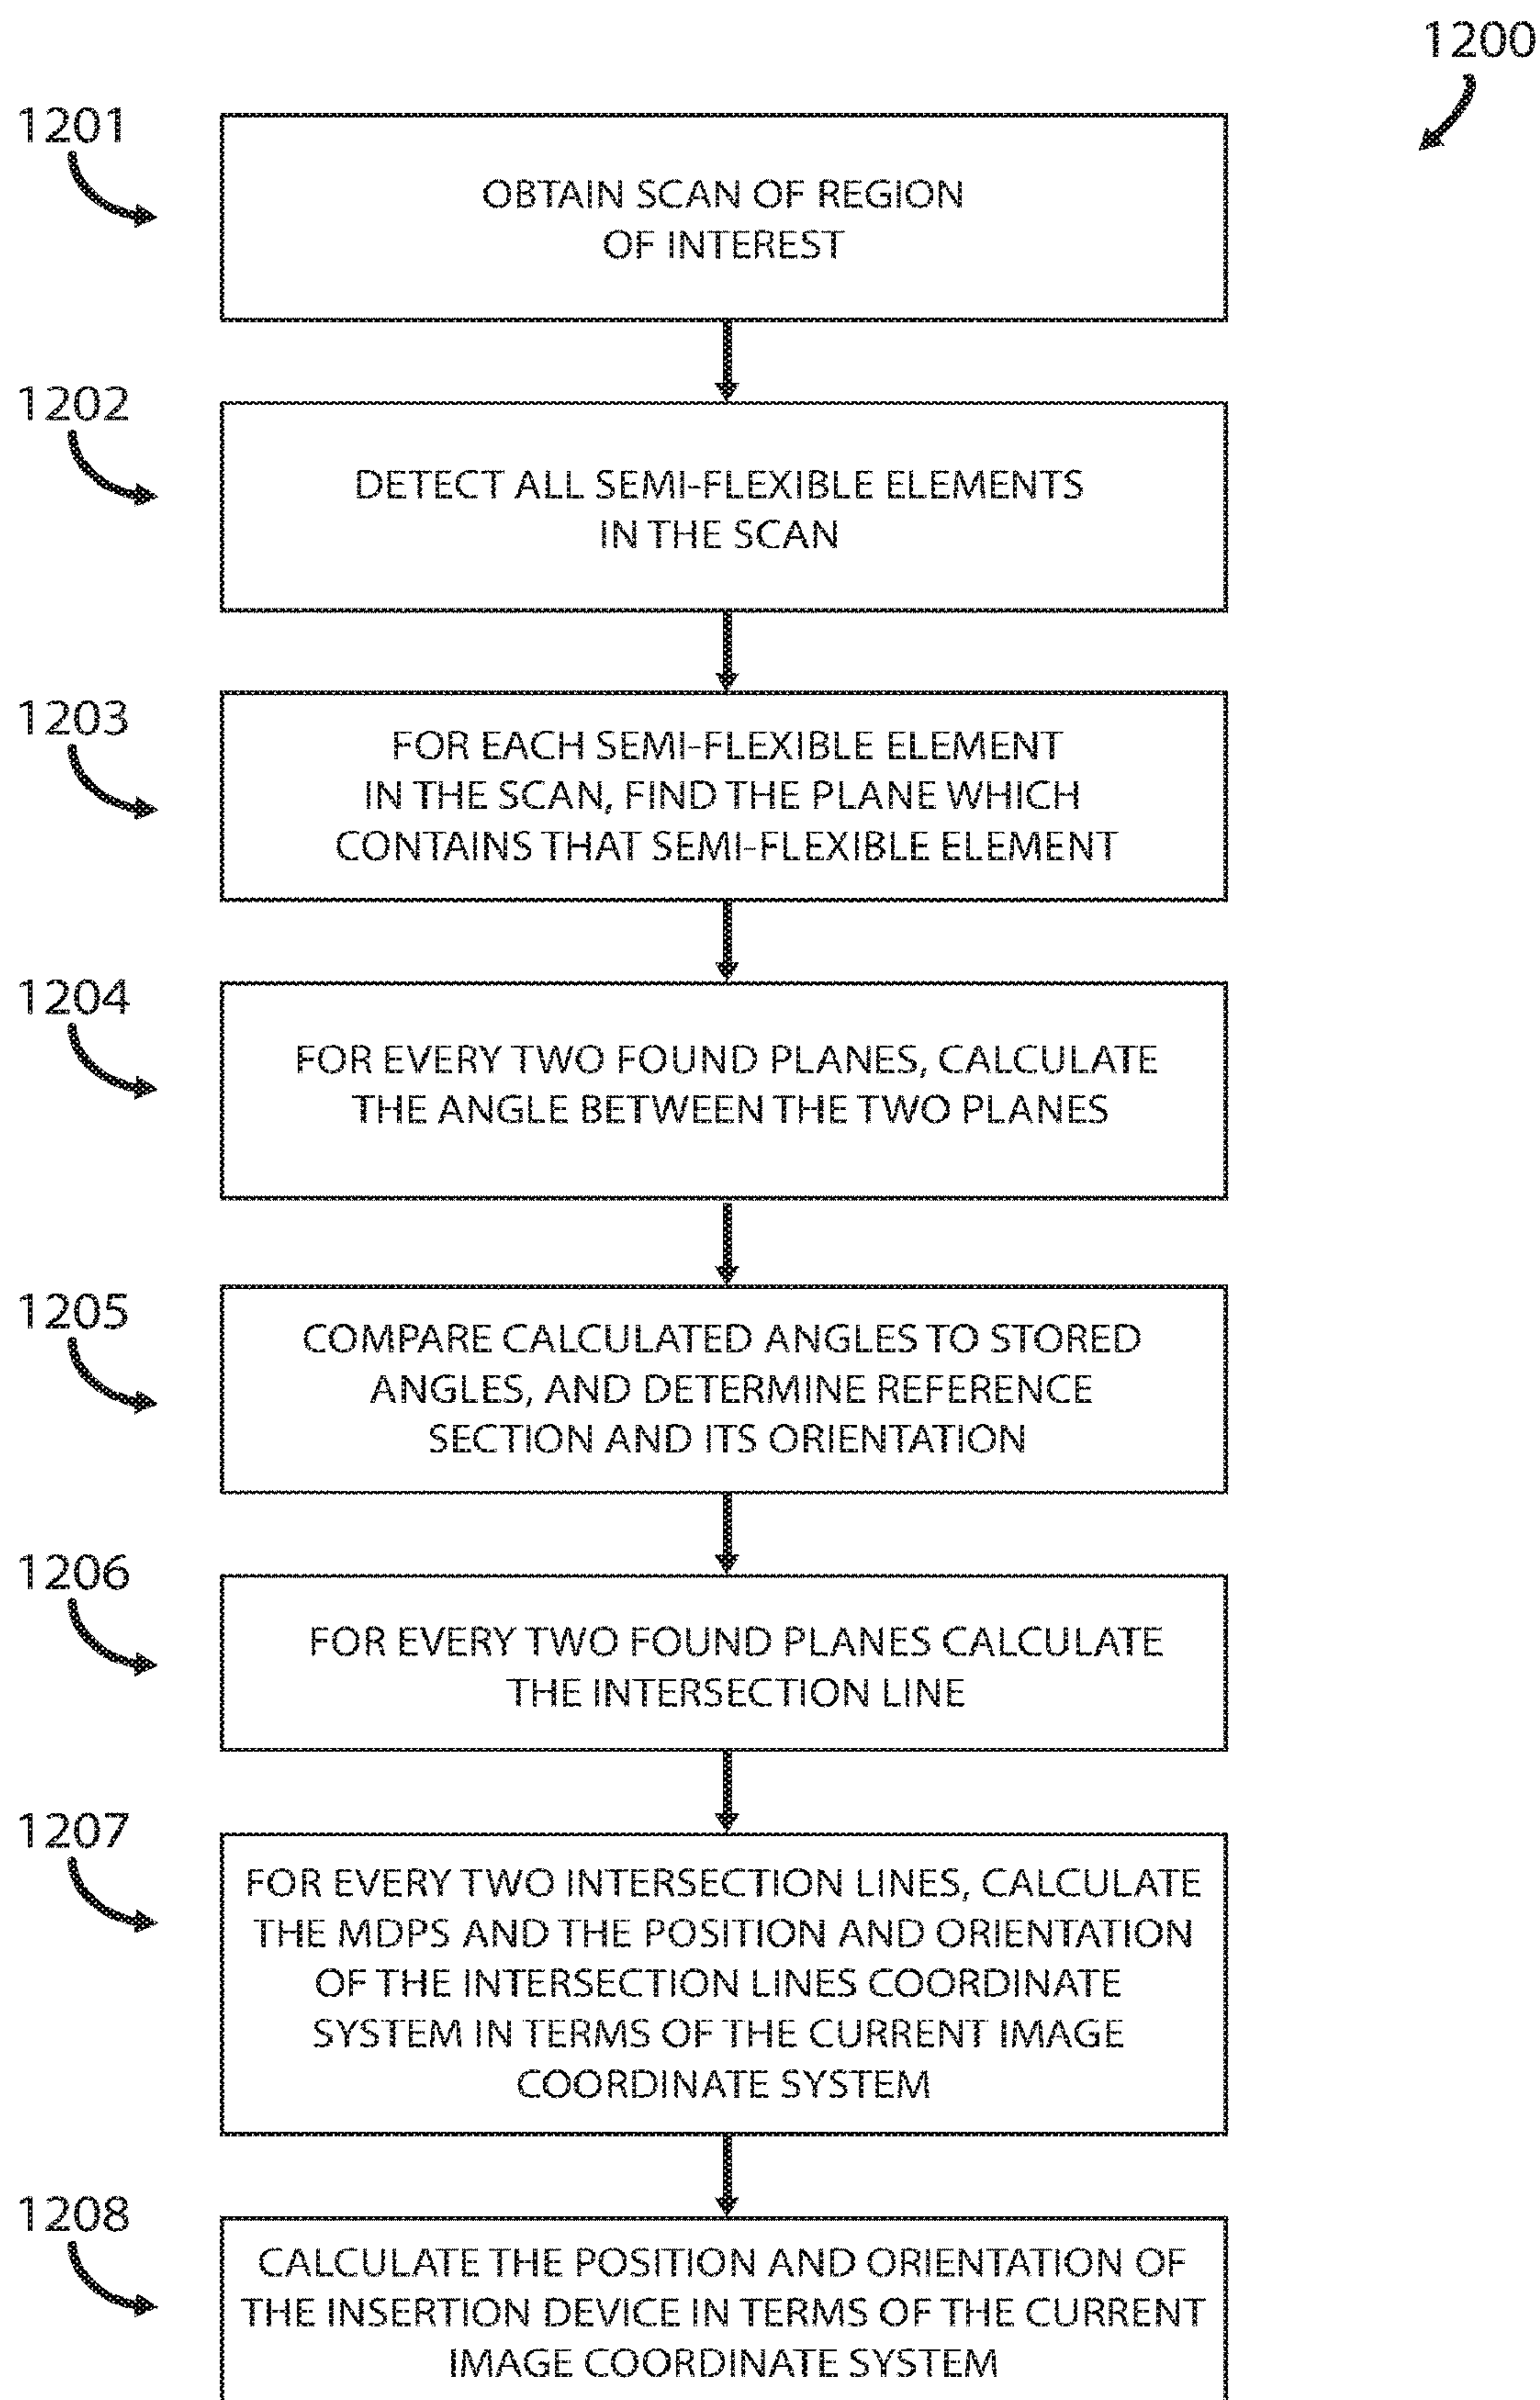 1200
1201
OBTAIN SCAN OF REGION
OF INTEREST
1202
DETECT ALL SEMI-FLEXIBLE ELEMENTS
IN THE SCAN
1203
FOR EACH SEMI-FLEXIBLE ELEMENT
IN THE SCAN, FIND THE PLANE WHICH
CONTAINS THAT SEMI-FLEXIBLE ELEMENT
1204
FOR EVERY TWO FOUND PLANES, CALCULATE
THE ANGLE BETWEEN THE TWO PLANES
1205
COMPARE CALCULATED ANGLES TO STORED
ANGLES, AND DETERMINE REFERENCE
SECTION AND ITS ORIENTATION
1206
FOR EVERY TWO FOUND PLANES CALCULATE
THE INTERSECTION LINE
1207
FOR EVERY TWO INTERSECTION LINES, CALCULATE
THE MDPS AND THE POSITION AND ORIENTATION
OF THE INTERSECTION LINES COORDINATE
SYSTEM IN TERMS OF THE CURRENT IMAGE
COORDINATE SYSTEM
1208
CALCULATE THE POSITION AND ORIENTATION OF
THE INSERTION DEVICE IN TERMS OF THE CURRENT
IMAGE COORDINATE SYSTEM